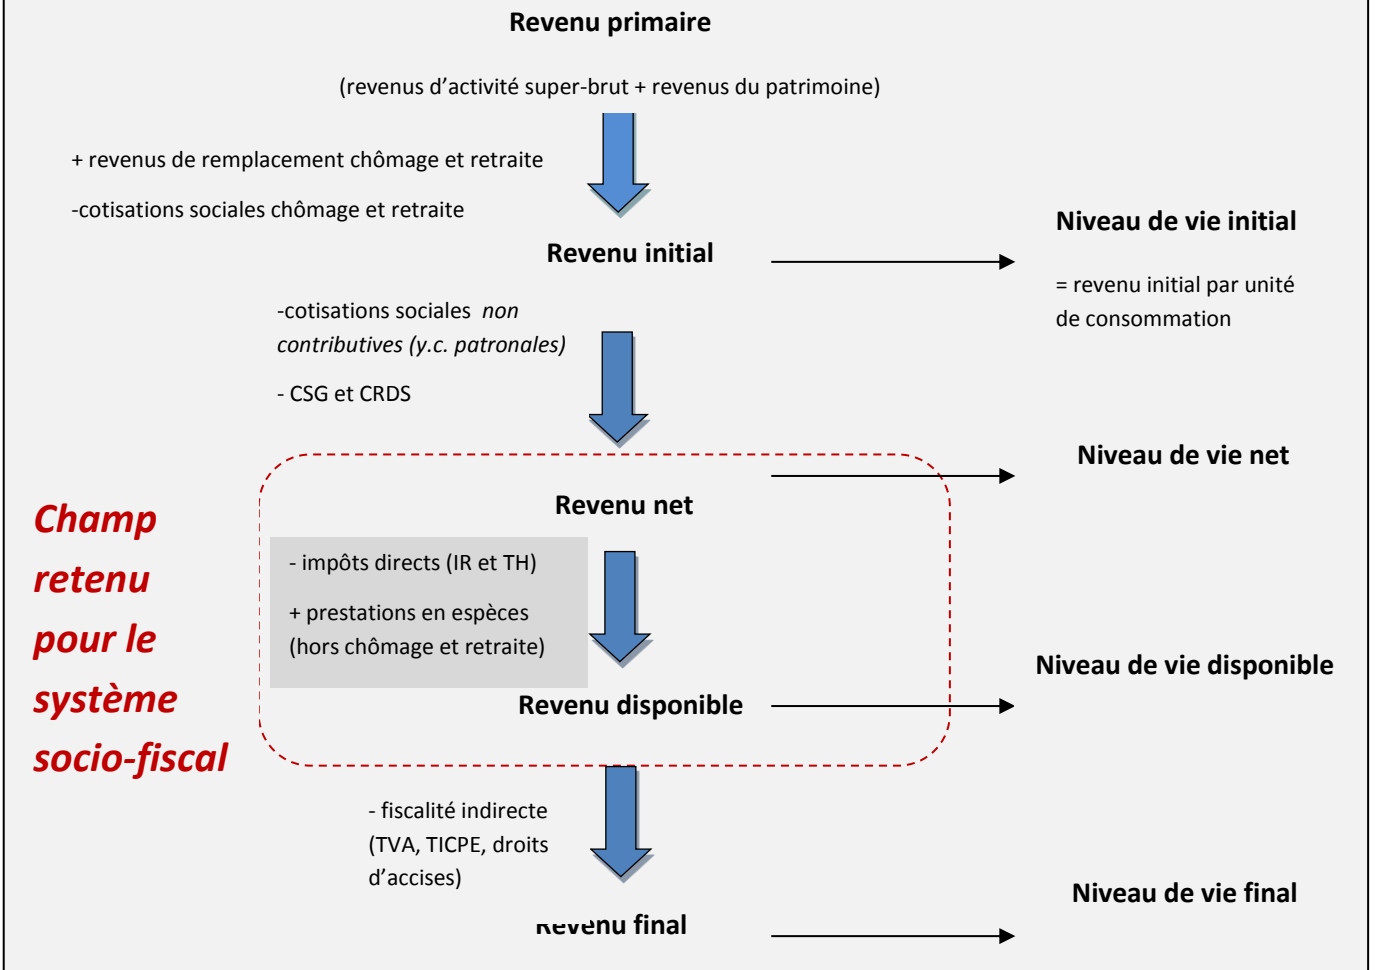 Revenu primaire
(revenus d’activité super-brut + revenus du patrimoine)
+ revenus de remplacement chômage et retraite
-cotisations sociales chômage et retraite
Niveau de vie initial
Revenu initial
= revenu initial par unité
de consommation
-cotisations sociales non
contributives (y.c. patronales)
- CSG et CRDS
Niveau de vie net
Revenu net
Champ
retenu
pour le
système
socio-fiscal
- impôts directs (IR et TH)
+ prestations en espèces
(hors chômage et retraite)
Niveau de vie disponible
Revenu disponible
- fiscalité indirecte
(TVA, TICPE, droits
d’accises)
Niveau de vie final
Revenu final